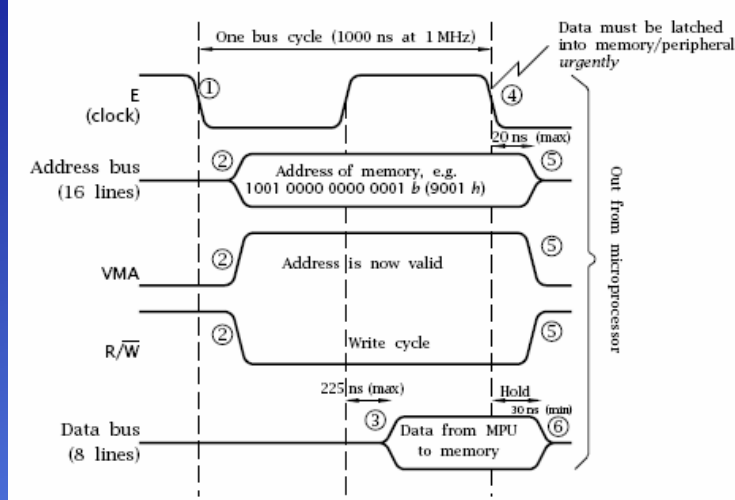 One bus cycle (1000 ns at 1 MHz)
Data must be latched
into memory/peripheral
urgently
E
(clock)
①
④
20 ns (max)
Address bus
(16 lines)
②
Address of memory, e.g.
1001 0000 0000 0001 b (9001 h)
⑤
VMA
②
Address is now valid
⑤
R/W̅
②
Write cycle
⑤
225 ns (max)
Hold
30 ns (min)
Data bus
(8 lines)
③
Data from MPU
to memory
⑥
Out from microprocessor